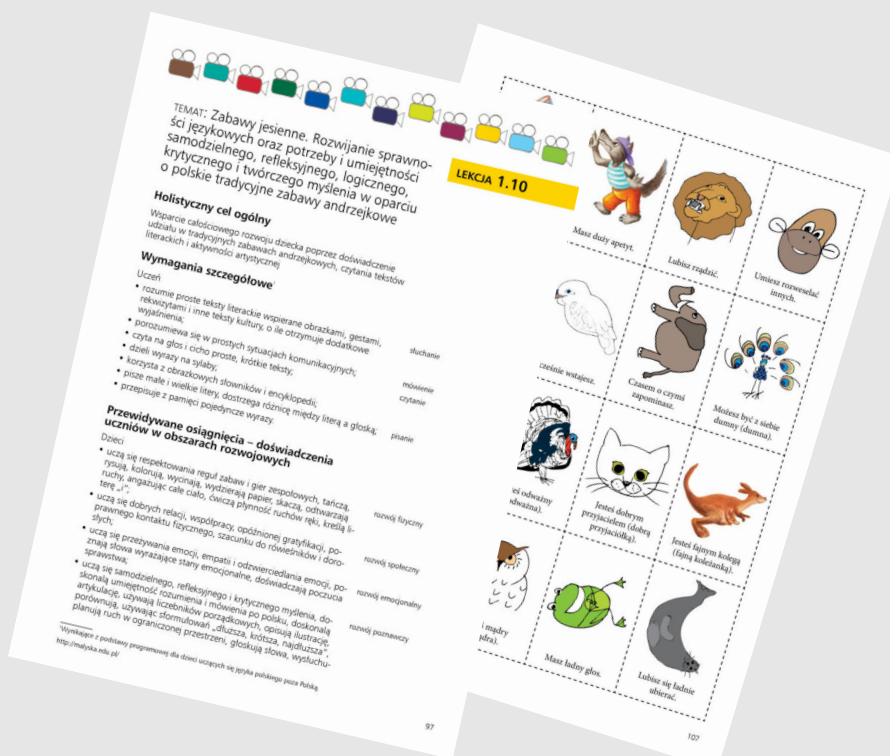 TEMAT: Zabawy jesienne. Rozwijanie sprawno-
ści językowych oraz potrzeby i umiejętności
samodzielnego, refleksyjnego, logicznego,
krytycznego i twórczego myślenia w oparciu
o polskie tradycyjne zabawy andrzejkowe
LEKCJA 1.10
Holistyczny cel ogólny
Wsparcie całościowego rozwoju dziecka poprzez doświadczenie
udziału w tradycyjnych zabawach andrzejkowych, czytania tekstów
literackich i aktywności artystycznej
Wymagania szczegółowe¹
Uczeń
• rozumie proste teksty literackie wspierane obrazkami, gestami,
rekwizytami i inne teksty kultury, o ile otrzymuje dodatkowe
wyjaśnienia;
słuchanie
• porozumiewa się w prostych sytuacjach komunikacyjnych;
mówienie
• czyta na głos i cicho proste, krótkie teksty;
czytanie
• dzieli wyrazy na sylaby;
• korzysta z obrazkowych słowników i encyklopedii;
• pisze małe i wielkie litery, dostrzega różnicę między literą a głoską;
pisanie
• przepisuje z pamięci pojedyncze wyrazy.
Przewidywane osiągnięcia – doświadczenia
uczniów w obszarach rozwojowych
Dzieci
• uczą się respektowania reguł zabaw i gier zespołowych, tańczą,
rysują, kolorują, wycinają, wydzierają papier, skaczą, odtwarzają
ruchy, angażując całe ciało, ćwiczą płynność ruchów ręki, kreślą li-
terę „i”;
rozwój fizyczny
• uczą się dobrych relacji, współpracy, opóźnionej gratyfikacji, po-
prawnego kontaktu fizycznego, szacunku do rówieśników i doro-
słych;
rozwój społeczny
• uczą się przeżywania emocji, empatii i odzwierciedlania emocji, po-
znają słowa wyrażające stany emocjonalne, doświadczają poczucia
sprawstwa;
rozwój emocjonalny
• uczą się samodzielnego, refleksyjnego i krytycznego myślenia, do-
skonalą umiejętność rozumienia i mówienia po polsku, doskonalą
artykulację, używają liczebników porządkowych, opisują ilustrację,
porównują, używając sformułowań „dłuższa, krótsza, najdłuższa”,
głoskują słowa, wysłuchu-
planują ruch w ograniczonej przestrzeni,
rozwój poznawczy
¹Wynikające z podstawy programowej dla dzieci uczących się języka polskiego poza Polską
http://malyska.edu.pl/
97
Masz duży apetyt.
Lubisz rządzić.
Umiesz rozweselać
innych.
cześnie wstajesz.
Czasem o czymś
zapominasz.
Możesz być z siebie
dumny (dumna).
eś odważny
odważna).
Jesteś dobrym
przyjacielem (dobrą
przyjaciółką).
Jesteś fajnym kolegą
(fajną koleżanką).
mądry
ądra).
Masz ładny głos.
Lubisz się ładnie
ubierać.
107